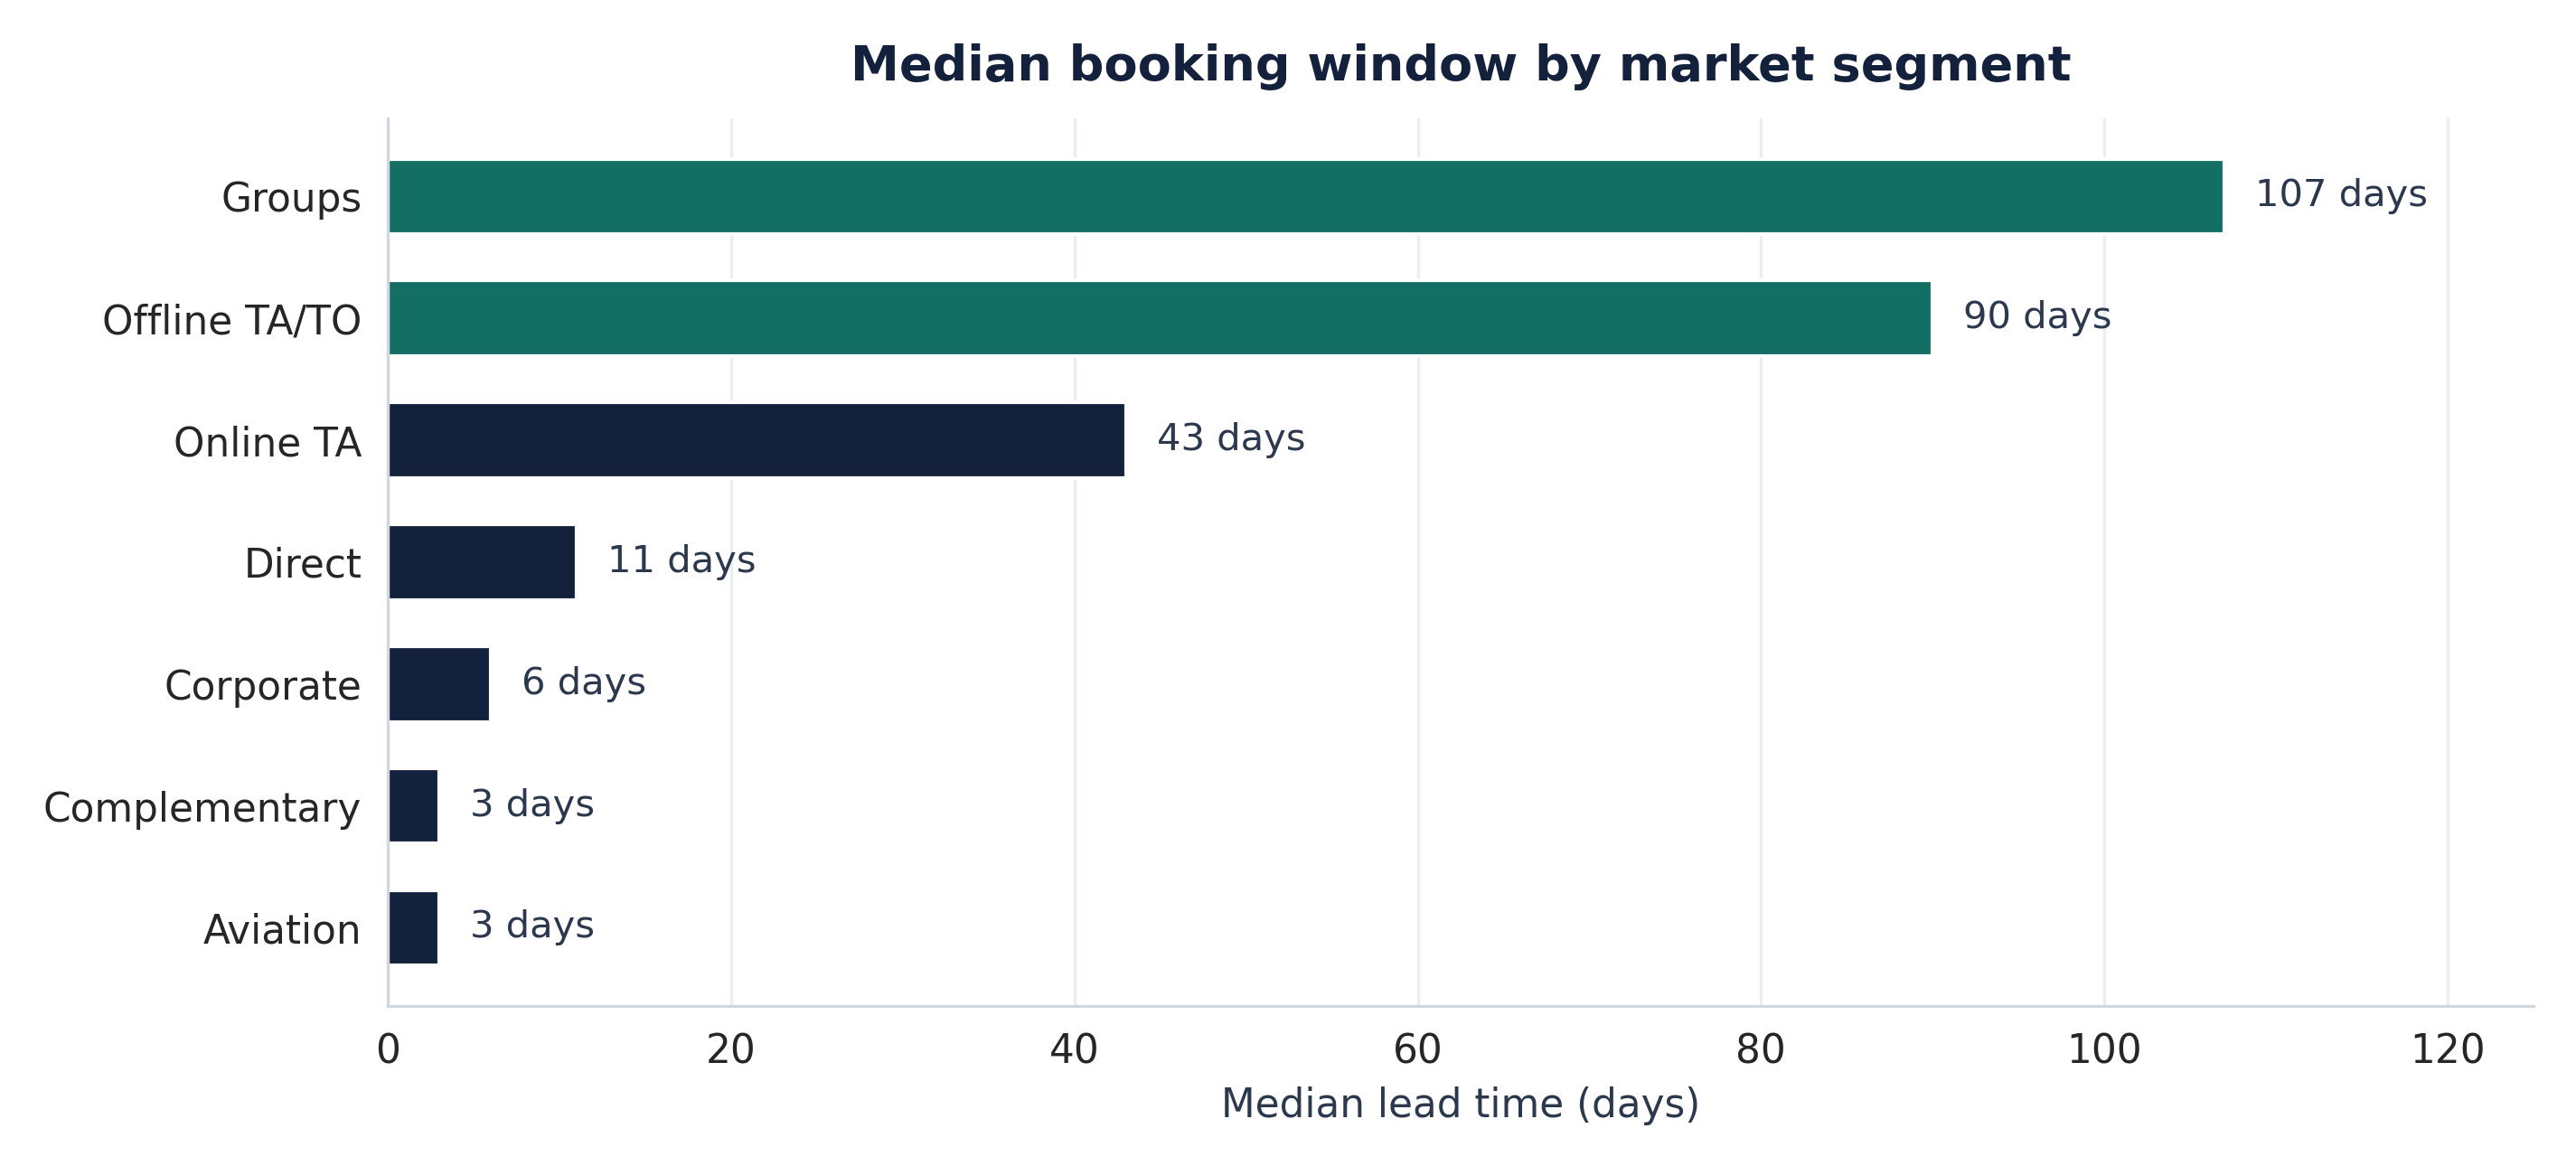 Median booking window by market segment
Groups 107 days
Offline TA/TO 90 days
Online TA 43 days
Direct 11 days
Corporate 6 days
Complementary 3 days
Aviation 3 days
0 20 40 60 80 100 120
Median lead time (days)